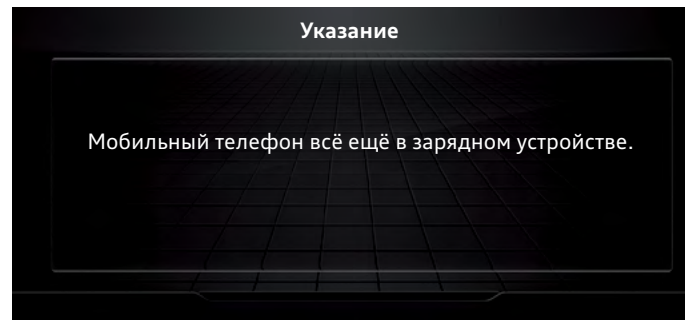 Указание
Мобильный телефон всё ещё в зарядном устройстве.